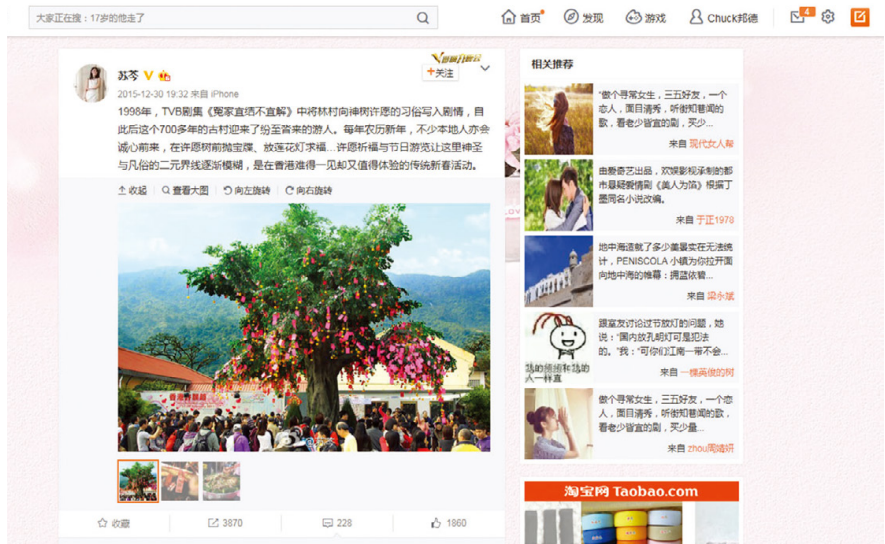 大家正在搜：17岁的他走了
首页
发现
游戏
Chuck邦德
4
苏芩
+关注
2015-12-30 19:32 来自 iPhone
1998年，TVB剧集《冤家宜结不宜解》中将林村向神树许愿的习俗写入剧情，自
此后这个700多年的古村迎来了纷至沓来的游人。每年农历新年，不少本地人亦会
诚心前来，在许愿树前抛宝牒、放莲花灯求福...许愿祈福与节日游览让这里神圣
与凡俗的二元界线逐渐模糊，是在香港难得一见却又值得体验的传统新春活动。
收起
查看大图
向左旋转
向右旋转
收藏
3870
228
1860
相关推荐
“做个寻常女生，三五好友，一个
恋人，面目清秀，听街知巷闻的
歌，看老少皆宜的剧，买少...
来自 现代女人帮
由爱奇艺出品，欢娱影视承制的都
市悬疑爱情剧《美人为馅》根据丁
墨同名小说改编。
来自 于正1978
地中海造就了多少美景实在无法统
计，PENISCOLA 小镇为你拉开面
向地中海的帷幕：拥蓝依管...
来自 梁永斌
跟室友讨论过节放灯的问题，她
说：“国内放孔明灯可是犯法
的。”我：“可你们江南一带不会...
来自 一棵英俊的树
做个寻常女生，三五好友，一个恋
人，面目清秀，听街知巷闻的歌，
看老少皆宜的剧，买少量...
来自 zhou周婧妍
淘宝网 Taobao.com